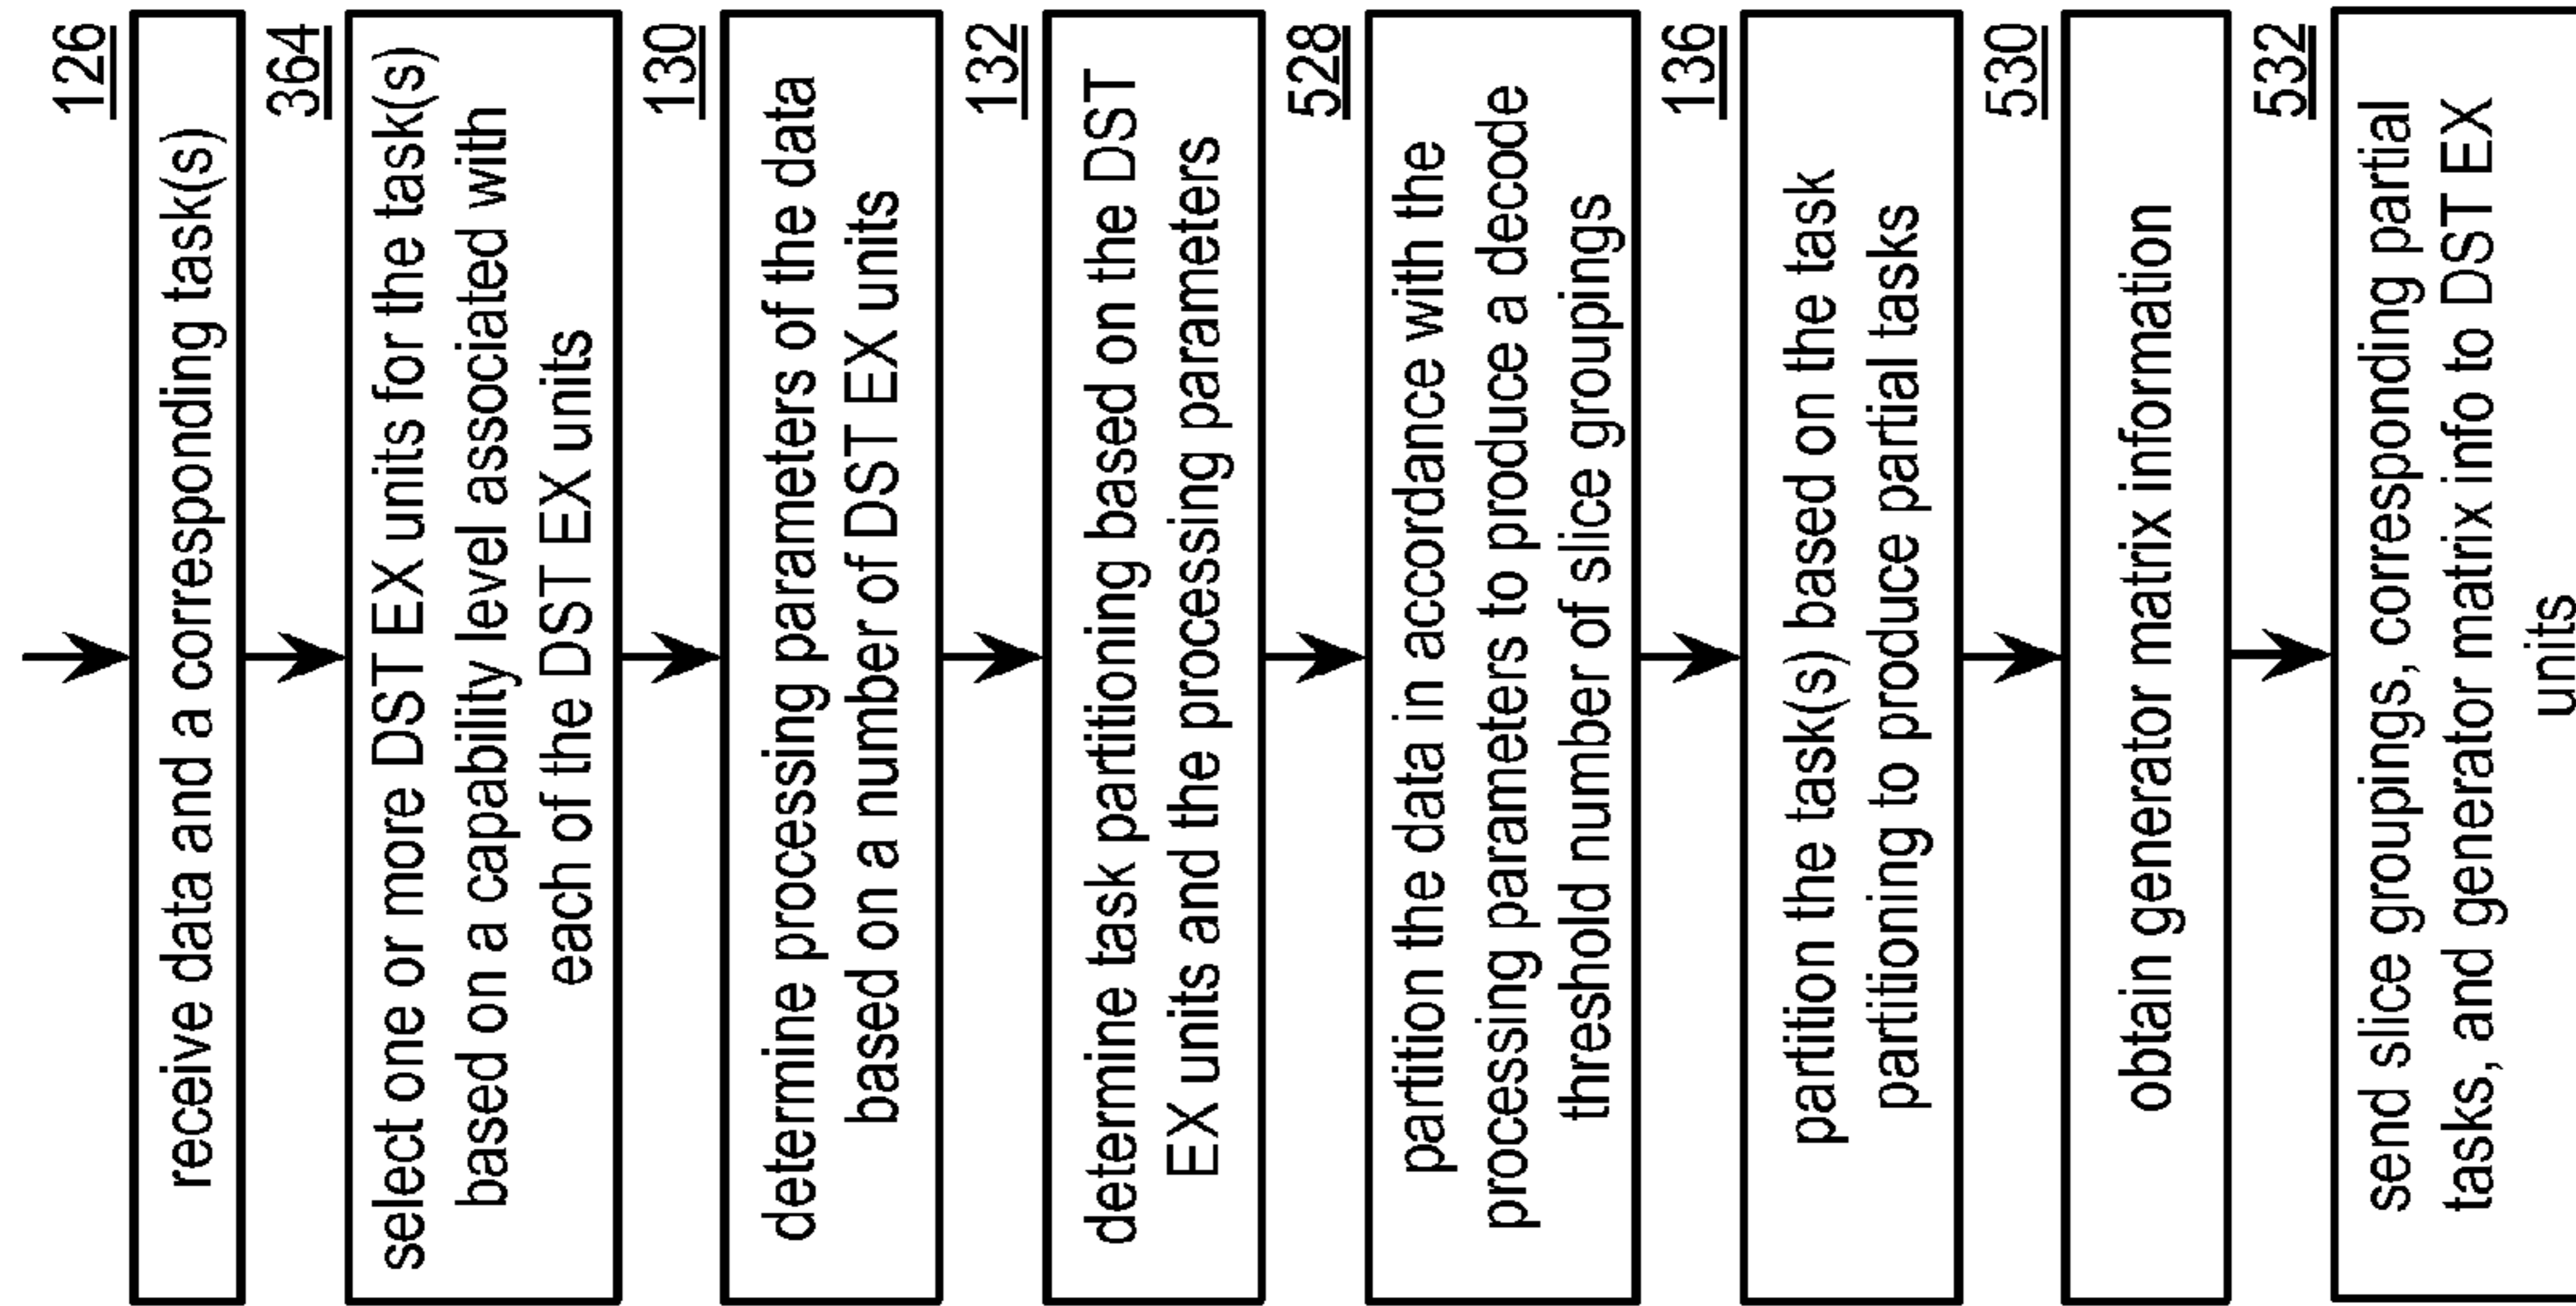 126
receive data and a corresponding task(s)
364
select one or more DST EX units for the task(s)
based on a capability level associated with
each of the DST EX units
130
determine processing parameters of the data
based on a number of DST EX units
132
determine task partitioning based on the DST
EX units and the processing parameters
528
partition the data in accordance with the
processing parameters to produce a decode
threshold number of slice groupings
136
partition the task(s) based on the task
partitioning to produce partial tasks
530
obtain generator matrix information
532
send slice groupings, corresponding partial
tasks, and generator matrix info to DST EX
units